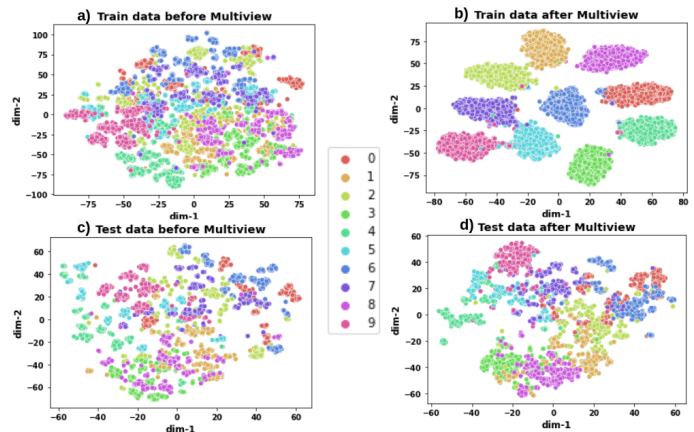 a) Train data before Multiview
dim-2
100
75
50
25
0
−25
−50
−75
−100
−75 −50 −25 0 25 50 75
dim-1
b) Train data after Multiview
dim-2
75
50
25
0
−25
−50
−75
−80 −60 −40 −20 0 20 40 60 80
dim-1
0
1
2
3
4
5
6
7
8
9
c) Test data before Multiview
dim-2
60
40
20
0
−20
−40
−60
−60 −40 −20 0 20 40 60
dim-1
d) Test data after Multiview
dim-2
60
40
20
0
−20
−40
−60
−60 −40 −20 0 20 40 60
dim-1